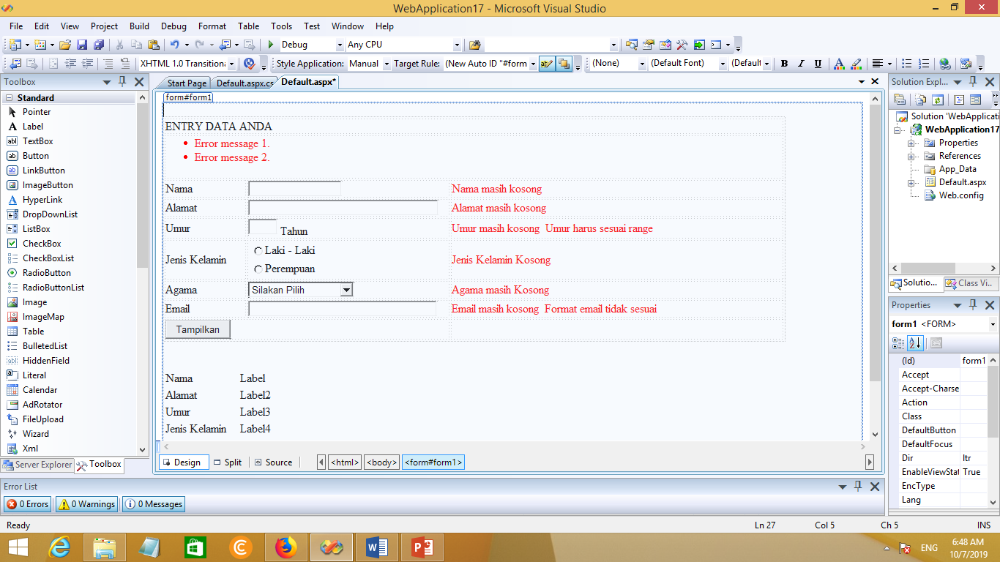 WebApplication17 - Microsoft Visual Studio
File Edit View Project Build Debug Format Table Tools Test Window Help
Debug Any CPU
XHTML 1.0 Transition Style Application: Manual Target Rule: (New Auto ID "#form (None) (Default Font) (Default B I U A
Toolbox
Standard
Pointer
A Label
TextBox
Button
LinkButton
ImageButton
HyperLink
DropDownList
ListBox
CheckBox
CheckBoxList
RadioButton
RadioButtonList
Image
ImageMap
Table
BulletedList
HiddenField
Literal
Calendar
AdRotator
FileUpload
Wizard
Xml
Server Explorer Toolbox
Start Page Default.aspx.cs Default.aspx*
form#form1
ENTRY DATA ANDA
• Error message 1.
• Error message 2.
Nama Nama masih kosong
Alamat Alamat masih kosong
Umur Tahun Umur masih kosong Umur harus sesuai range
Jenis Kelamin Laki - Laki Jenis Kelamin Kosong
Perempuan
Agama Silakan Pilih Agama masih Kosong
Email Email masih kosong Format email tidak sesuai
Tampilkan
Nama Label
Alamat Label2
Umur Label3
Jenis Kelamin Label4
Design Split Source <html> <body> <form#form1>
Solution Expl...
Solution 'WebApplicati
WebApplication17
Properties
References
App_Data
Default.aspx
Web.config
Solutio... Class Vi...
Properties
form1 <FORM>
(Id) form1
Accept
Accept-Charse
Action
Class
DefaultButton
DefaultFocus
Dir ltr
EnableViewStat True
EncType
Lang
Error List
0 Errors 0 Warnings 0 Messages
Ready Ln 27 Col 5 Ch 5 INS
ENG 6:48 AM
10/7/2019